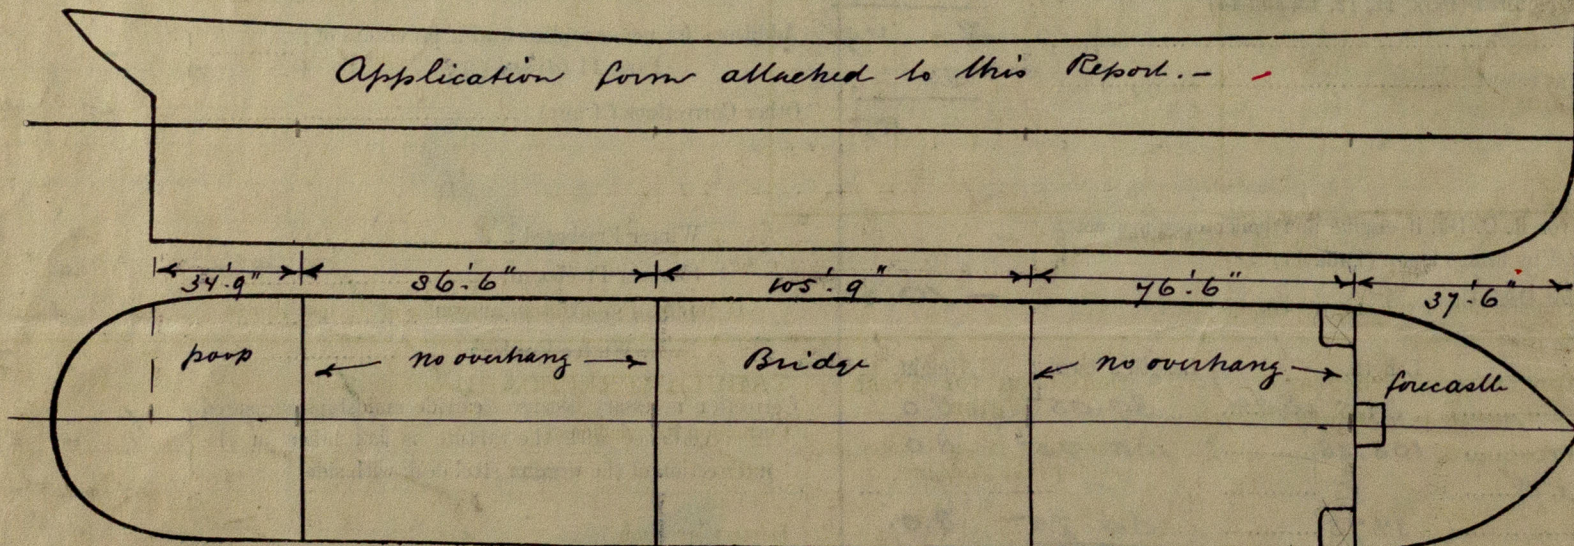 Application form attached to this Report. -
34'.9" 86'.6" 105'.9" 76'.6" 37'.6"
poop no overhang Bridge no overhang forecastle